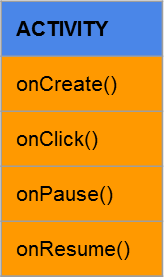 ACTIVITY
onCreate()
onClick()
onPause()
onResume()